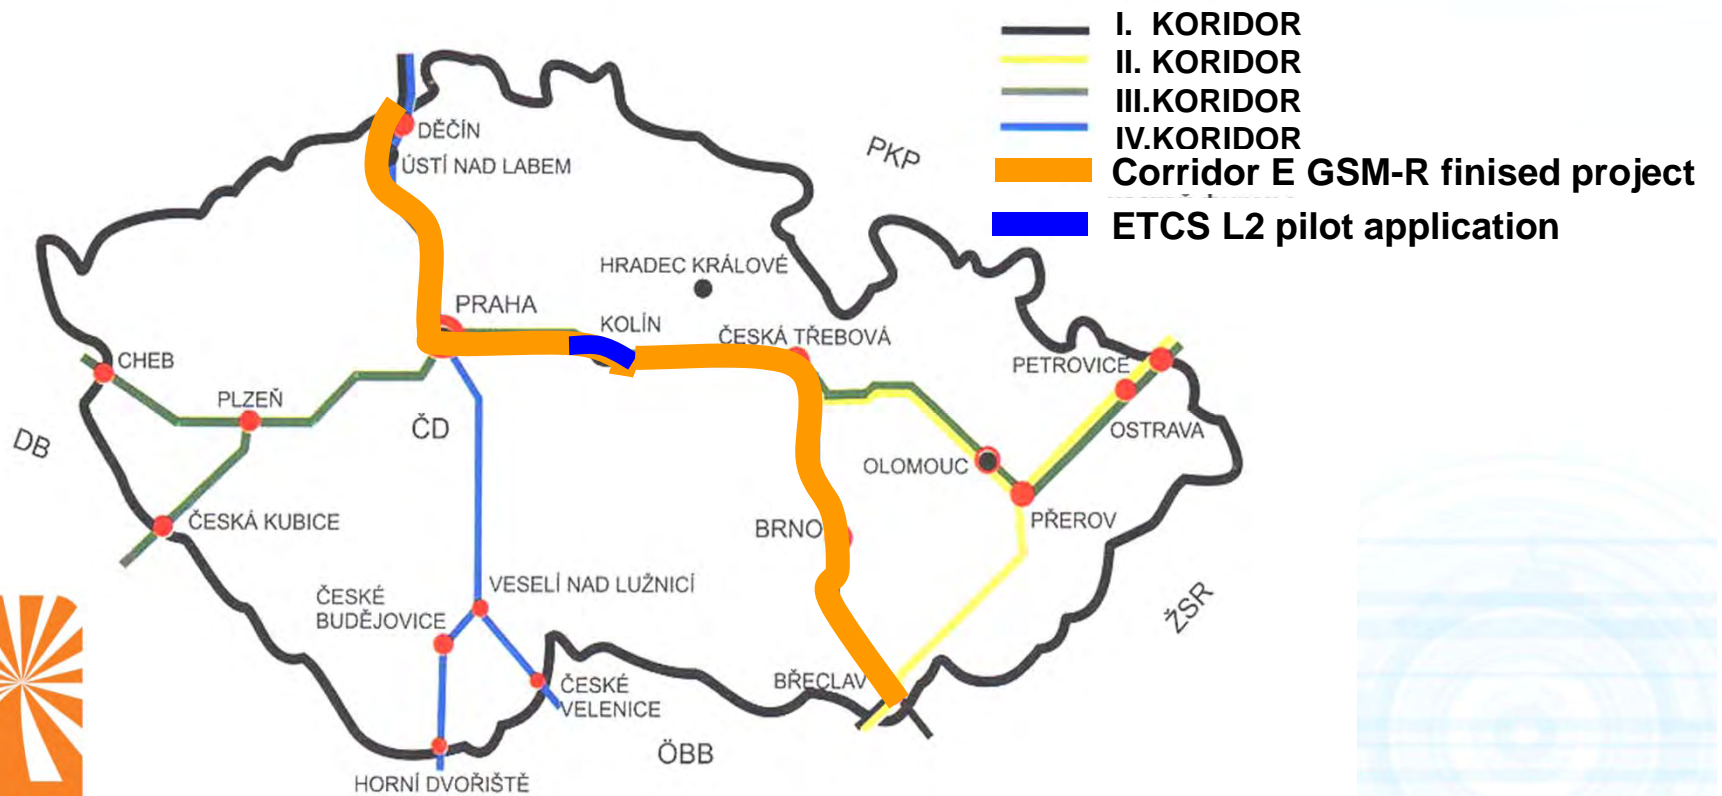 I. KORIDOR
II. KORIDOR
III.KORIDOR
IV.KORIDOR
Corridor E GSM-R finised project
ETCS L2 pilot application
DĚČÍN
ÚSTÍ NAD LABEM
PKP
HRADEC KRÁLOVÉ
PRAHA
KOLÍN
ČESKÁ TŘEBOVÁ
CHEB
PETROVICE
PLZEŇ
ČD
DB
OSTRAVA
OLOMOUC
ČESKÁ KUBICE
PŘEROV
BRNO
VESELÍ NAD LUŽNICÍ
ČESKÉ
BUDĚJOVICE
ŽSR
BŘECLAV
ČESKÉ
VELENICE
ÖBB
HORNÍ DVOŘIŠTĚ